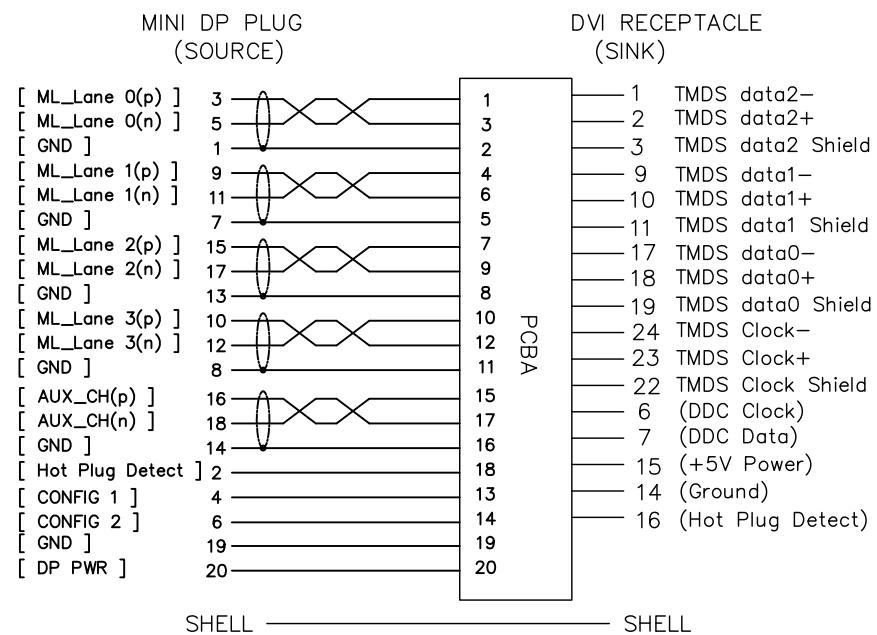 MINI DP PLUG
(SOURCE)
DVI RECEPTACLE
(SINK)
[ ML_Lane 0(p) ] 3 1
[ ML_Lane 0(n) ] 5 3
[ GND ] 1 2
[ ML_Lane 1(p) ] 9 4
[ ML_Lane 1(n) ] 11 6
[ GND ] 7 5
[ ML_Lane 2(p) ] 15 7
[ ML_Lane 2(n) ] 17 9
[ GND ] 13 8
[ ML_Lane 3(p) ] 10 10
[ ML_Lane 3(n) ] 12 12
[ GND ] 8 11
[ AUX_CH(p) ] 16 15
[ AUX_CH(n) ] 18 17
[ GND ] 14 16
[ Hot Plug Detect ] 2 18
[ CONFIG 1 ] 4 13
[ CONFIG 2 ] 6 14
[ GND ] 19 19
[ DP PWR ] 20 20
PCBA
1 TMDS data2-
2 TMDS data2+
3 TMDS data2 Shield
9 TMDS data1-
10 TMDS data1+
11 TMDS data1 Shield
17 TMDS data0-
18 TMDS data0+
19 TMDS data0 Shield
24 TMDS Clock-
23 TMDS Clock+
22 TMDS Clock Shield
6 (DDC Clock)
7 (DDC Data)
15 (+5V Power)
14 (Ground)
16 (Hot Plug Detect)
SHELL SHELL